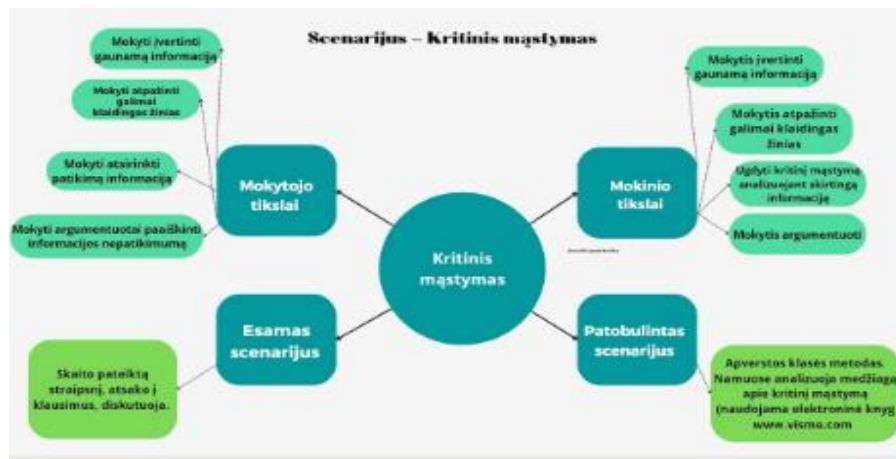 Scenarijus – Kritinis mąstymas
Mokyti įvertinti
gaunamą informaciją
Mokyti atpažinti
galimai
klaidingas žinias
Mokyti atsirinkti
patikimą informaciją
Mokyti argumentuotai paaiškinti
informacijos nepatikimumą
Mokytojo
tikslai
Mokinio
tikslai
Mokytis įvertinti
gaunamą informaciją
Mokytis atpažinti
galimai klaidingas
žinias
Ugdyti kritinį mąstymą
analizuojant skirtingą
informaciją
Mokytis argumentuoti
Kritinis
mąstymas
Esamas
scenarijus
Skaito pateiktą
straipsnį, atsako į
klausimus, diskutuoja.
Patobulintas
scenarijus
Apverstos klasės metodas.
Namuose analizuoja medžiagą
apie kritinį mąstymą
(naudojama elektroninė knyg
www.visma.com